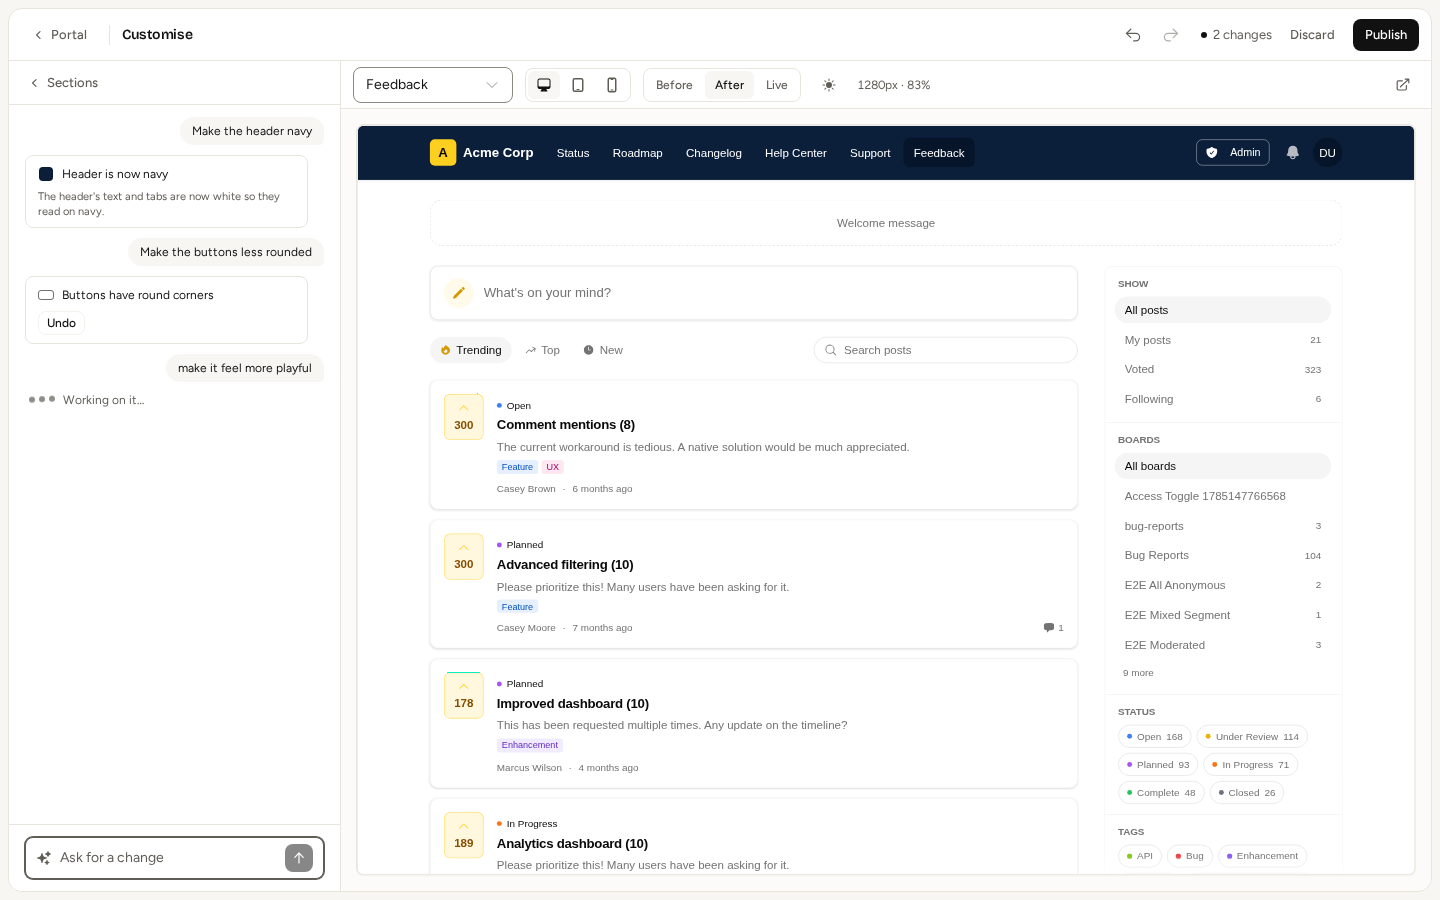 Portal
Customise
2 changes
Discard
Publish
Sections
Feedback
Before
After
Live
1280px · 83%
Make the header navy
Header is now navy
The header's text and tabs are now white so they
read on navy.
Make the buttons less rounded
Buttons have round corners
Undo
make it feel more playful
Working on it...
Ask for a change
A
Acme Corp
Status
Roadmap
Changelog
Help Center
Support
Feedback
Admin
DU
Welcome message
What's on your mind?
Trending
Top
New
Search posts
300
Open
Comment mentions (8)
The current workaround is tedious. A native solution would be much appreciated.
Feature UX
Casey Brown · 6 months ago
300
Planned
Advanced filtering (10)
Please prioritize this! Many users have been asking for it.
Feature
Casey Moore · 7 months ago
1
178
Planned
Improved dashboard (10)
This has been requested multiple times. Any update on the timeline?
Enhancement
Marcus Wilson · 4 months ago
189
In Progress
Analytics dashboard (10)
Please prioritize this! Many users have been asking for it.
SHOW
All posts
My posts 21
Voted 323
Following 6
BOARDS
All boards
Access Toggle 1785147766568
bug-reports 3
Bug Reports 104
E2E All Anonymous 2
E2E Mixed Segment 1
E2E Moderated 3
9 more
STATUS
Open 168 Under Review 114
Planned 93 In Progress 71
Complete 48 Closed 26
TAGS
API Bug Enhancement